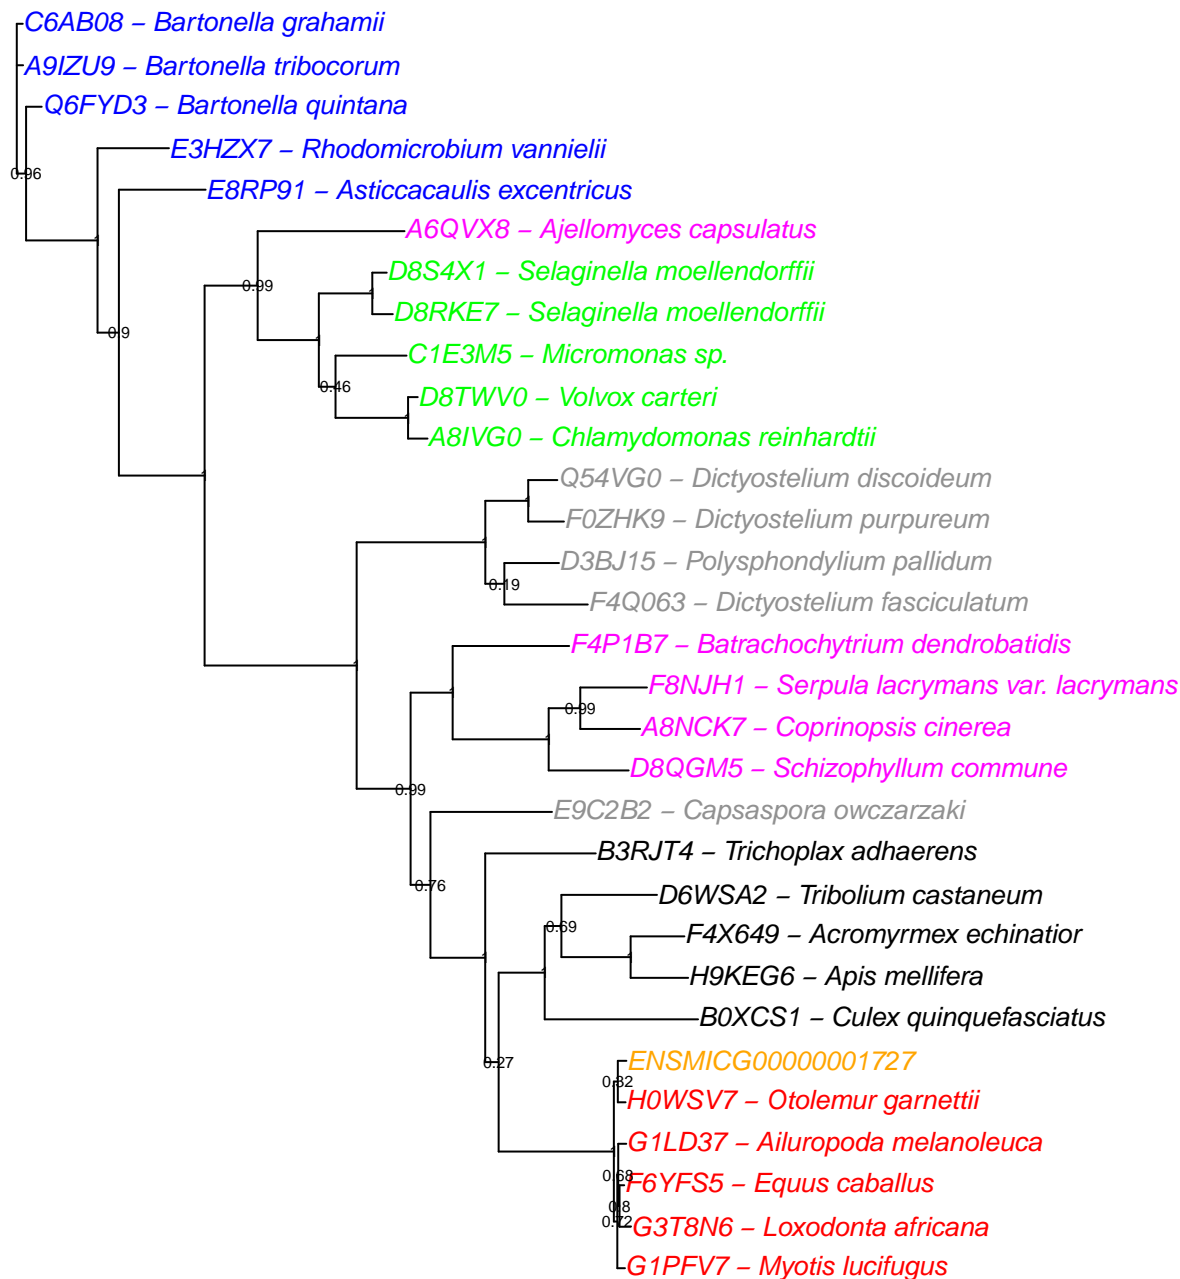 C6AB08 – Bartonella grahamii
A9IZU9 – Bartonella tribocorum
Q6FYD3 – Bartonella quintana
E3HZX7 – Rhodomicrobium vannielii
0.96
E8RP91 – Asticcacaulis excentricus
A6QVX8 – Ajellomyces capsulatus
D8S4X1 – Selaginella moellendorffii
0.99
D8RKE7 – Selaginella moellendorffii
0.9
C1E3M5 – Micromonas sp.
0.46
D8TWV0 – Volvox carteri
A8IVG0 – Chlamydomonas reinhardtii
Q54VG0 – Dictyostelium discoideum
F0ZHK9 – Dictyostelium purpureum
D3BJ15 – Polysphondylium pallidum
0.19
F4Q063 – Dictyostelium fasciculatum
F4P1B7 – Batrachochytrium dendrobatidis
F8NJH1 – Serpula lacrymans var. lacrymans
0.99
A8NCK7 – Coprinopsis cinerea
D8QGM5 – Schizophyllum commune
0.99
E9C2B2 – Capsaspora owczarzaki
B3RJT4 – Trichoplax adhaerens
0.76
D6WSA2 – Tribolium castaneum
0.69
F4X649 – Acromyrmex echinatior
H9KEG6 – Apis mellifera
B0XCS1 – Culex quinquefasciatus
0.27
ENSMICG00000001727
0.32
H0WSV7 – Otolemur garnettii
G1LD37 – Ailuropoda melanoleuca
0.68
F6YFS5 – Equus caballus
0.8
0.72
G3T8N6 – Loxodonta africana
G1PFV7 – Myotis lucifugus